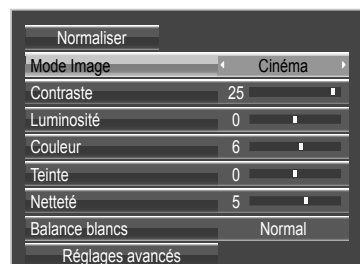 Normaliser
Mode Image Cinéma
Contraste 25
Luminosité 0
Couleur 6
Teinte 0
Netteté 5
Balance blancs Normal
Réglages avancés